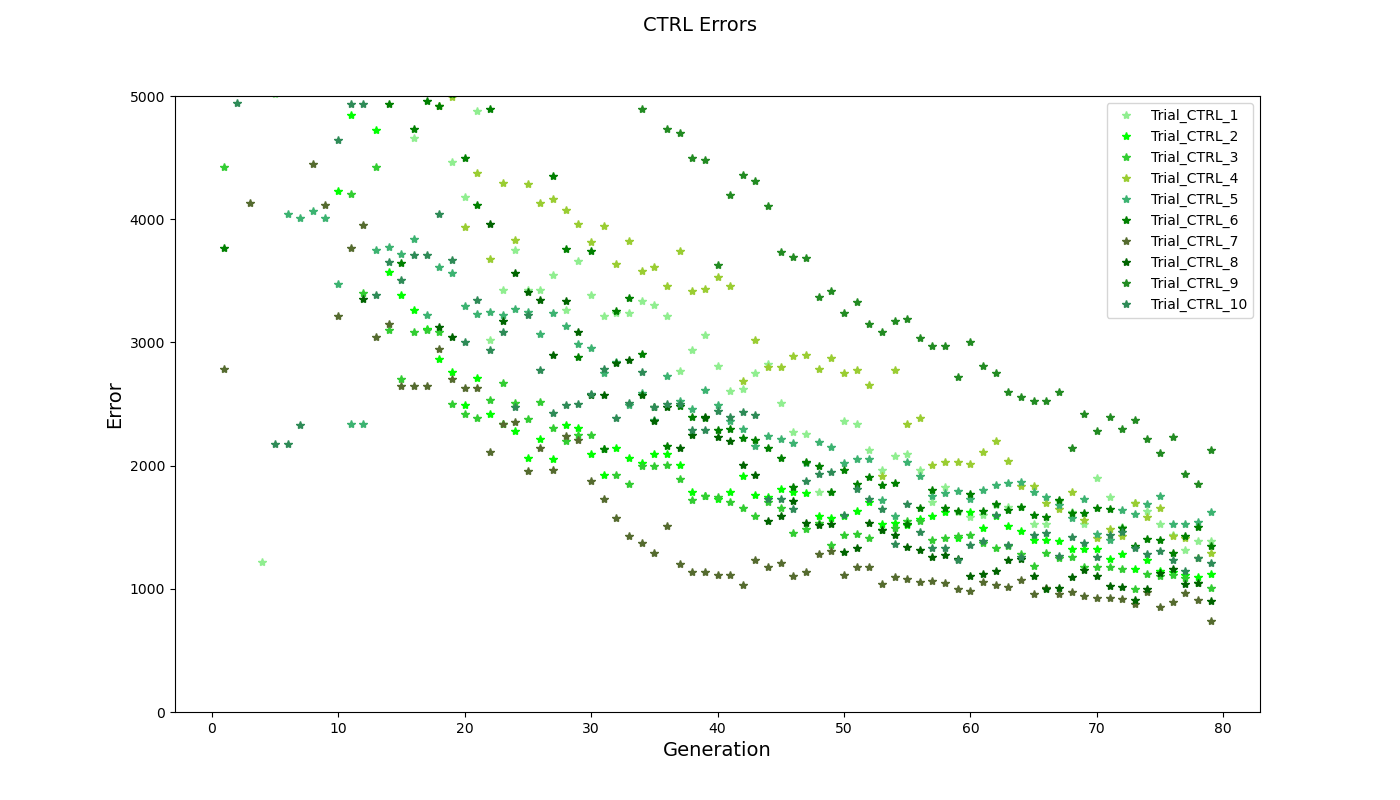 CTRL Errors
5000
4000
3000
2000
1000
0
Error
0 10 20 30 40 50 60 70 80
Generation
Trial_CTRL_1
Trial_CTRL_2
Trial_CTRL_3
Trial_CTRL_4
Trial_CTRL_5
Trial_CTRL_6
Trial_CTRL_7
Trial_CTRL_8
Trial_CTRL_9
Trial_CTRL_10